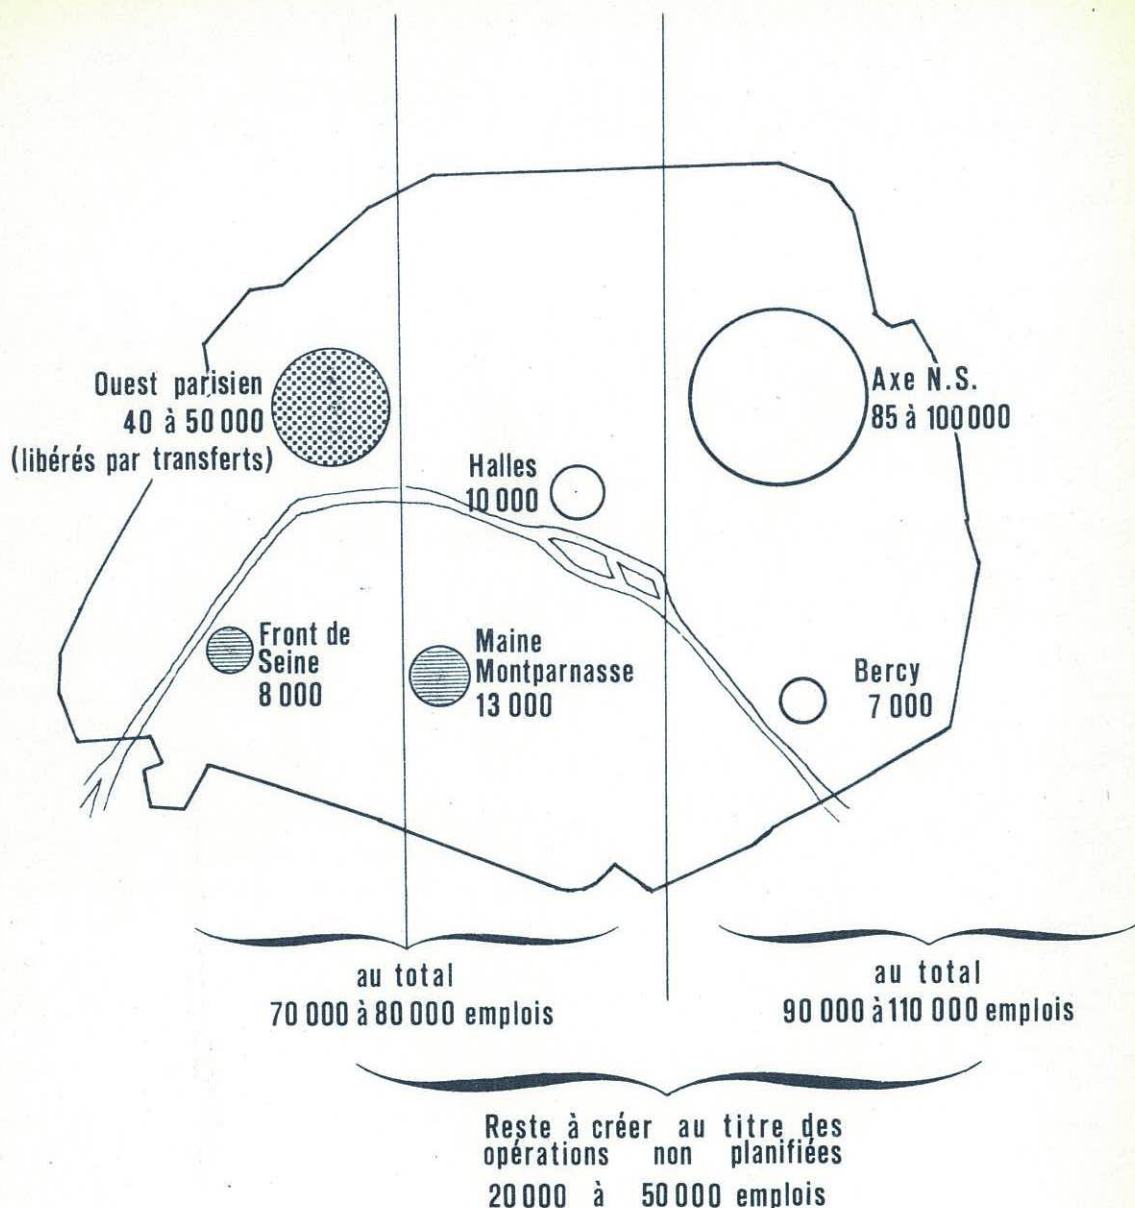 Ouest parisien
40 à 50 000
(libérés par transferts)
Axe N.S.
85 à 100 000
Halles
10 000
Front de
Seine
8 000
Maine
Montparnasse
13 000
Bercy
7 000
au total
70 000 à 80 000 emplois
au total
90 000 à 110 000 emplois
Reste à créer au titre des
opérations non planifiées
20 000 à 50 000 emplois